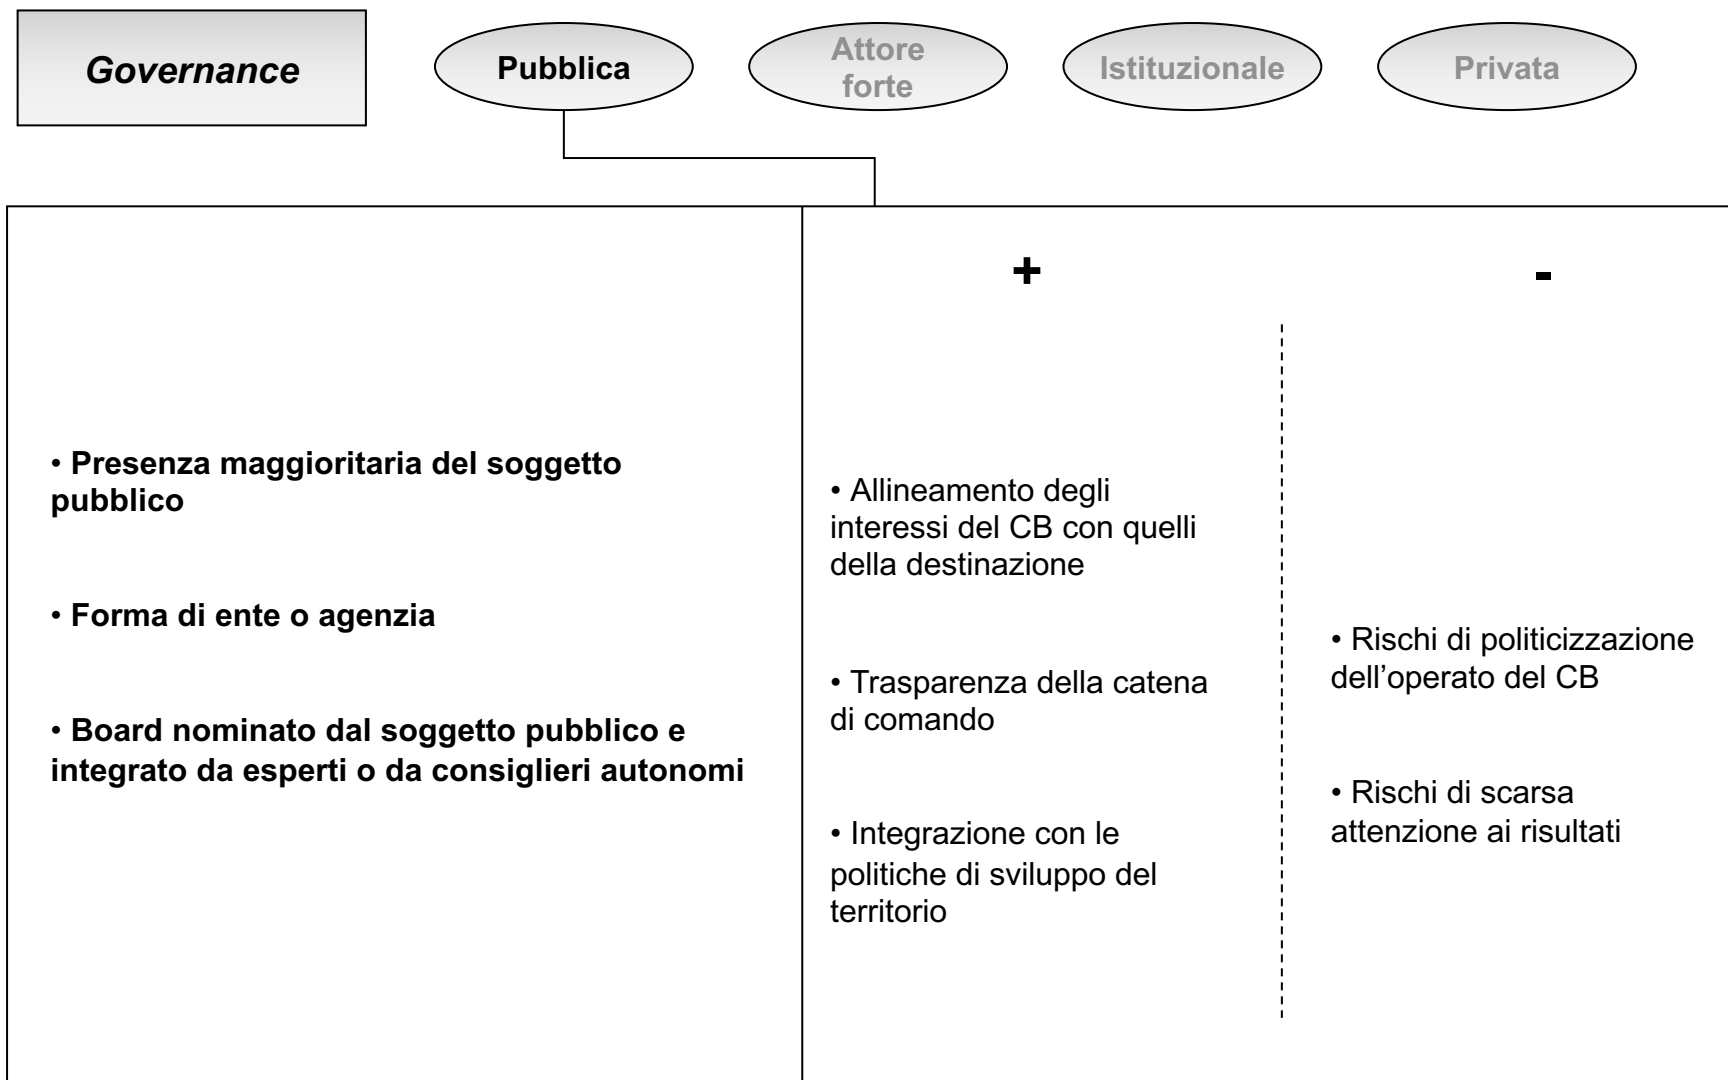 Governance
Pubblica
Attore
forte
Istituzionale
Privata
• Presenza maggioritaria del soggetto
pubblico
• Forma di ente o agenzia
• Board nominato dal soggetto pubblico e
integrato da esperti o da consiglieri autonomi
+
• Allineamento degli
interessi del CB con quelli
della destinazione
• Trasparenza della catena
di comando
• Integrazione con le
politiche di sviluppo del
territorio
-
• Rischi di politicizzazione
dell’operato del CB
• Rischi di scarsa
attenzione ai risultati